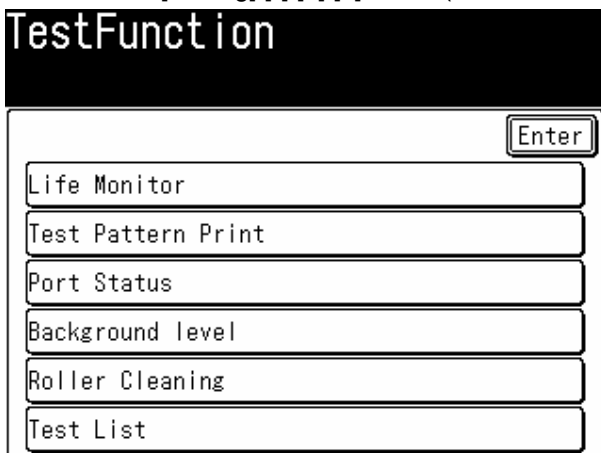 TestFunction
Enter
Life Monitor
Test Pattern Print
Port Status
Background level
Roller Cleaning
Test List